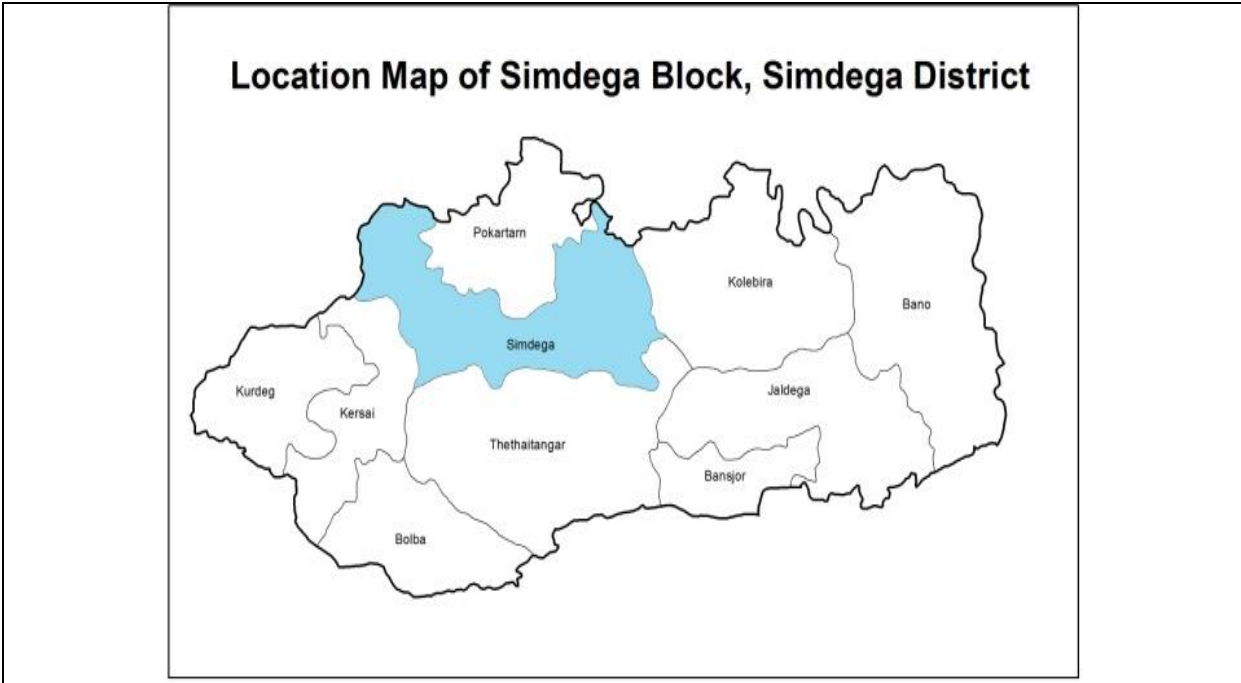 Location Map of Simdega Block, Simdega District
Pokartarn
Kolebira
Bano
Simdega
Kurdeg
Jaldega
Kersai
Thethaitangar
Bansjor
Bolba